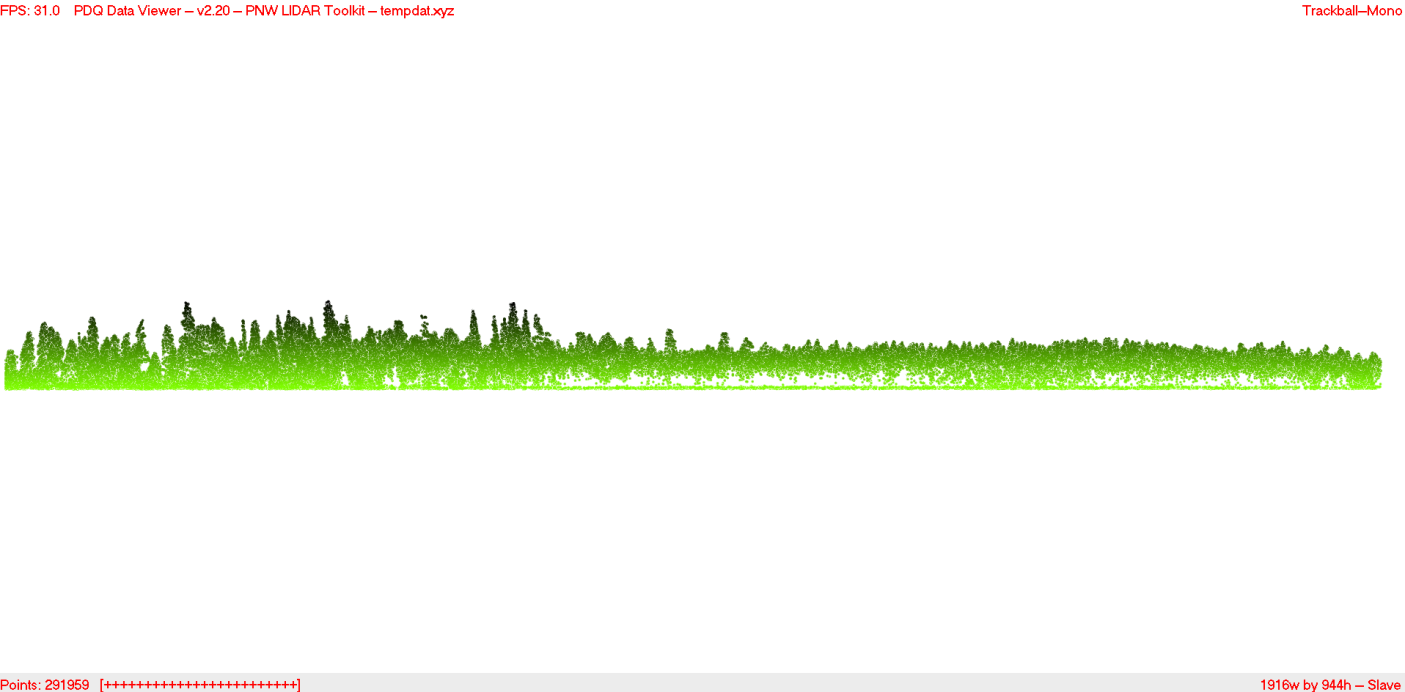 FPS: 31.0    PDQ Data Viewer – v2.20 – PNW LIDAR Toolkit – tempdat.xyz    Trackball–Mono
Points: 291959   [++++++++++++++++++++++++]    1916w by 944h – Slave